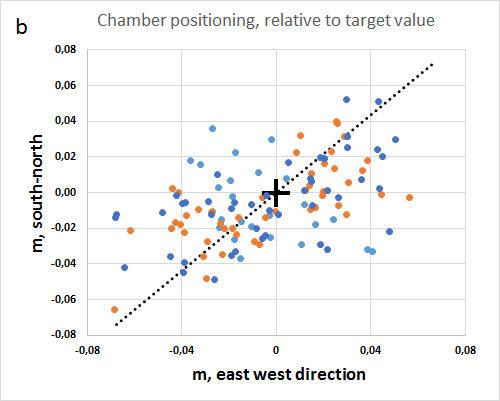 b
Chamber positioning, relative to target value
0,08
0,06
0,04
0,02
0,00
-0,02
-0,04
-0,06
-0,08
-0,08 -0,04 0 0,04 0,08
m, south-north
m, east west direction